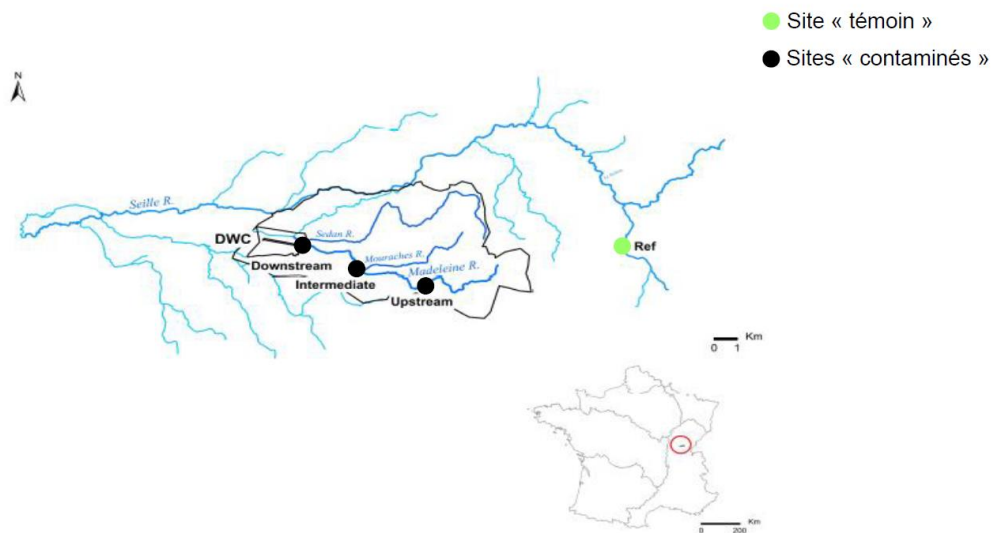 Site « témoin »
Sites « contaminés »
N
Seille R.
DWC
Sedan R.
Ref
Mouraches R.
Downstream
Madeleine R.
Intermediate
Upstream
Km
0 1
Km
0 200